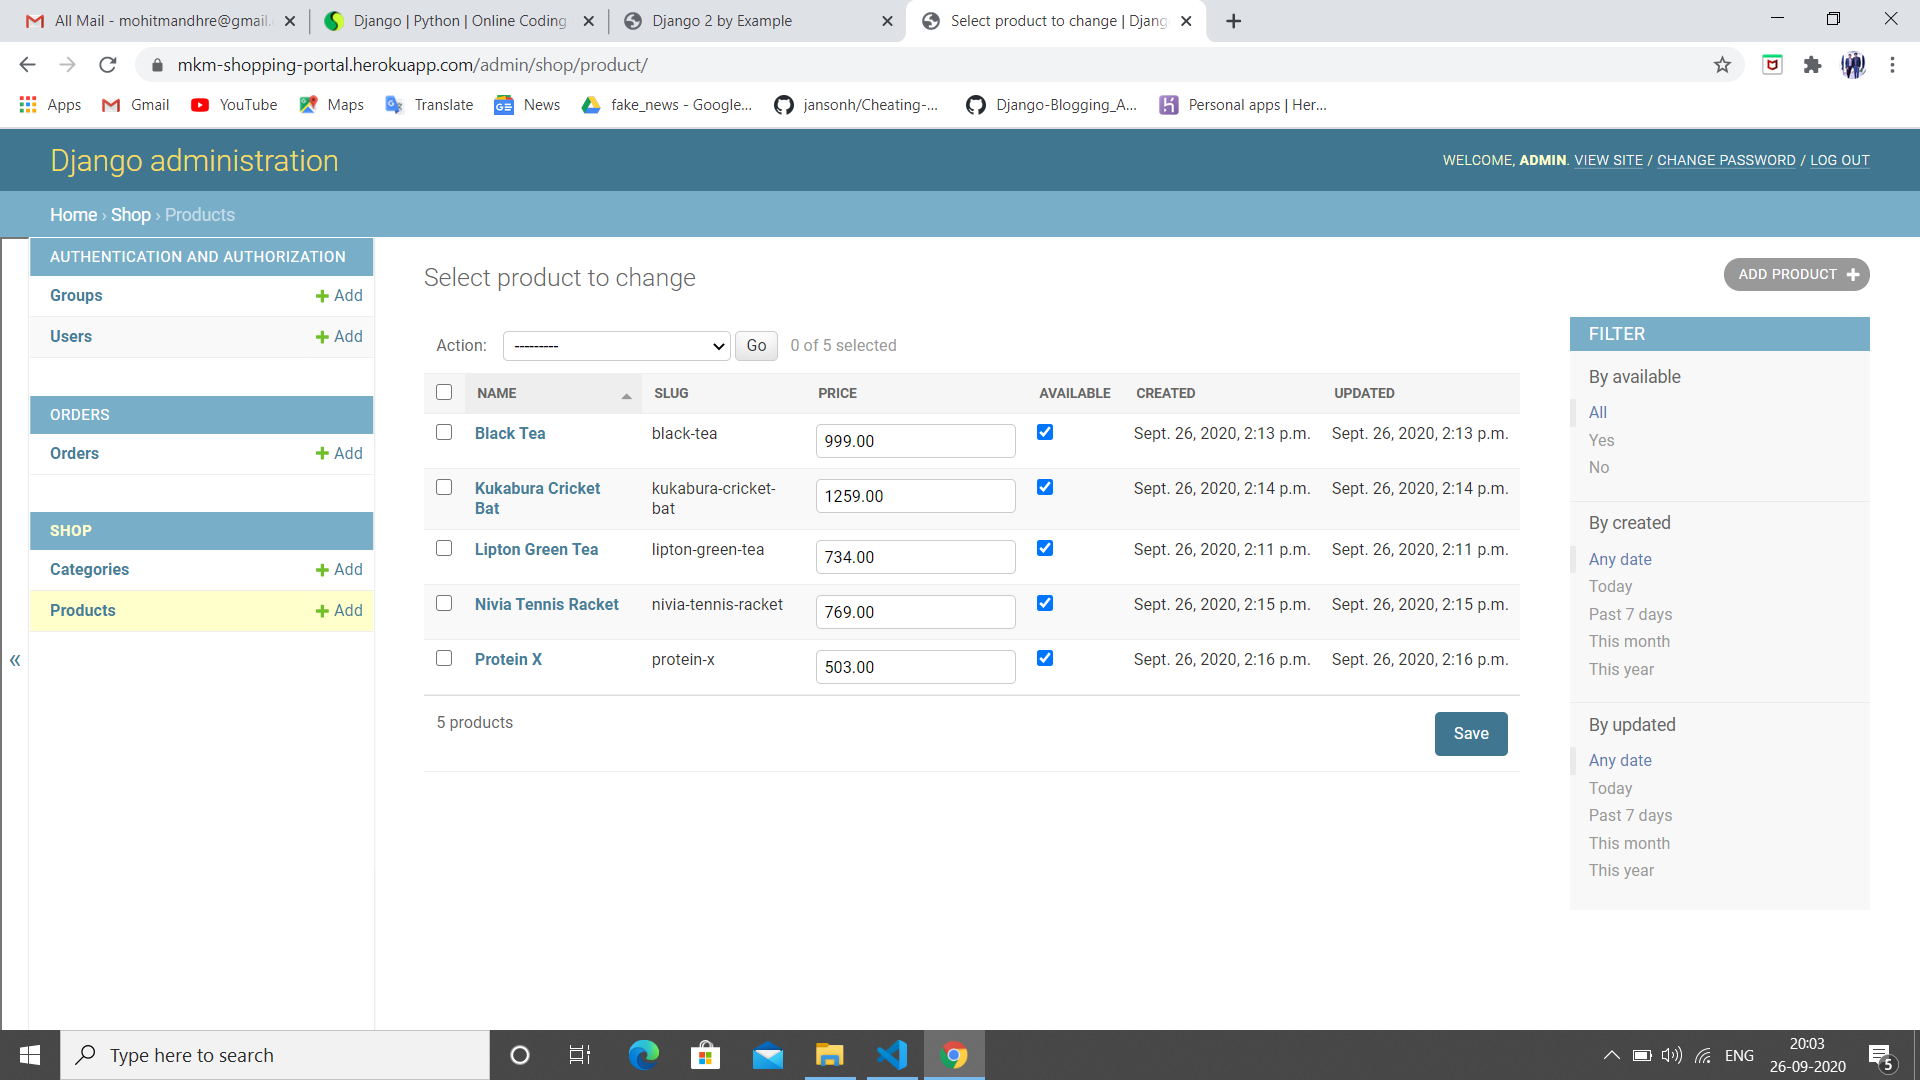 All Mail - mohitmandhre@gmail.
Django | Python | Online Coding
Django 2 by Example
Select product to change | Djang
mkm-shopping-portal.herokuapp.com/admin/shop/product/
Apps Gmail YouTube Maps Translate News fake_news - Google... jansonh/Cheating-... Django-Blogging_A... Personal apps | Her...
Django administration
WELCOME, ADMIN. VIEW SITE / CHANGE PASSWORD / LOG OUT
Home › Shop › Products
AUTHENTICATION AND AUTHORIZATION
Groups Add
Users Add
ORDERS
Orders Add
SHOP
Categories Add
Products Add
«
Select product to change
ADD PRODUCT +
Action: --------- Go 0 of 5 selected
NAME SLUG PRICE AVAILABLE CREATED UPDATED
Black Tea black-tea 999.00 Sept. 26, 2020, 2:13 p.m. Sept. 26, 2020, 2:13 p.m.
Kukabura Cricket kukabura-cricket- 1259.00 Sept. 26, 2020, 2:14 p.m. Sept. 26, 2020, 2:14 p.m.
Bat bat
Lipton Green Tea lipton-green-tea 734.00 Sept. 26, 2020, 2:11 p.m. Sept. 26, 2020, 2:11 p.m.
Nivia Tennis Racket nivia-tennis-racket 769.00 Sept. 26, 2020, 2:15 p.m. Sept. 26, 2020, 2:15 p.m.
Protein X protein-x 503.00 Sept. 26, 2020, 2:16 p.m. Sept. 26, 2020, 2:16 p.m.
5 products
Save
FILTER
By available
All
Yes
No
By created
Any date
Today
Past 7 days
This month
This year
By updated
Any date
Today
Past 7 days
This month
This year
Type here to search
ENG
20:03
26-09-2020
5